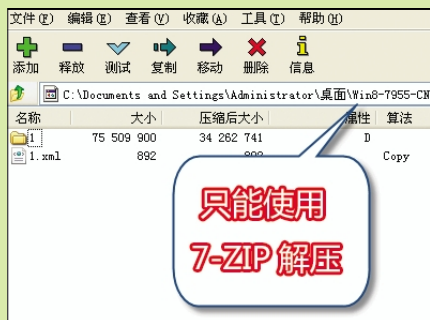 文件(F) 编辑(E) 查看(V) 收藏(A) 工具(T) 帮助(H)
添加 释放 测试 复制 移动 删除 信息
C:\Documents and Settings\Administrator\桌面\Win8-7955-CN
名称 大小 压缩后大小 属性 算法
1 75 509 900 34 262 741 D
1.xml 892 Copy
只能使用
7-ZIP 解压